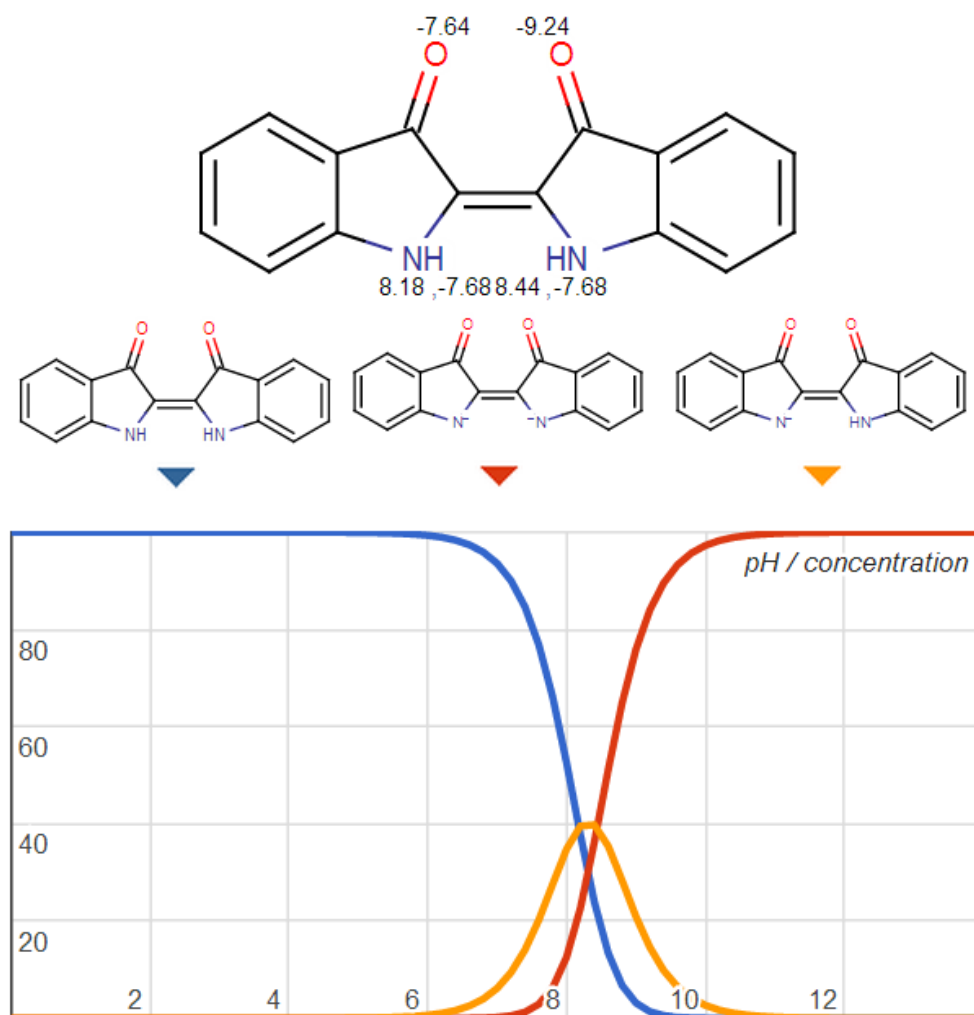 -7.64 -9.24
O O
NH HN
8.18 ,-7.68 8.44 ,-7.68
O O O O O O
NH HN N- -N N- HN
pH / concentration
80
60
40
20
2 4 6 8 10 12